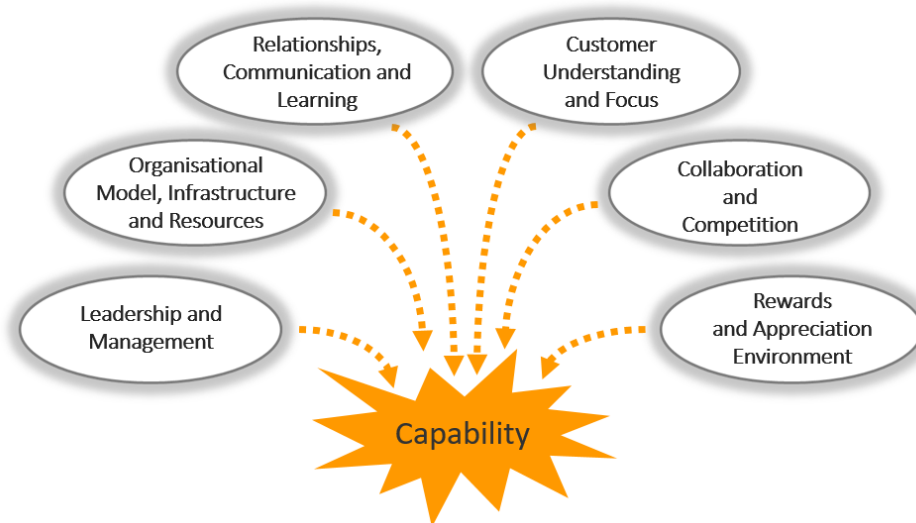 Relationships,
Communication and
Learning
Customer
Understanding
and Focus
Organisational
Model, Infrastructure
and Resources
Collaboration
and
Competition
Leadership and
Management
Rewards
and Appreciation
Environment
Capability